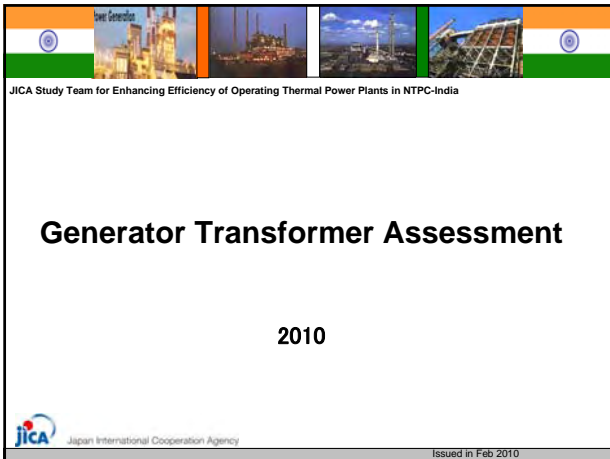 Power Generation
JICA Study Team for Enhancing Efficiency of Operating Thermal Power Plants in NTPC-India
Generator Transformer Assessment
2010
jICA Japan International Cooperation Agency
Issued in Feb 2010